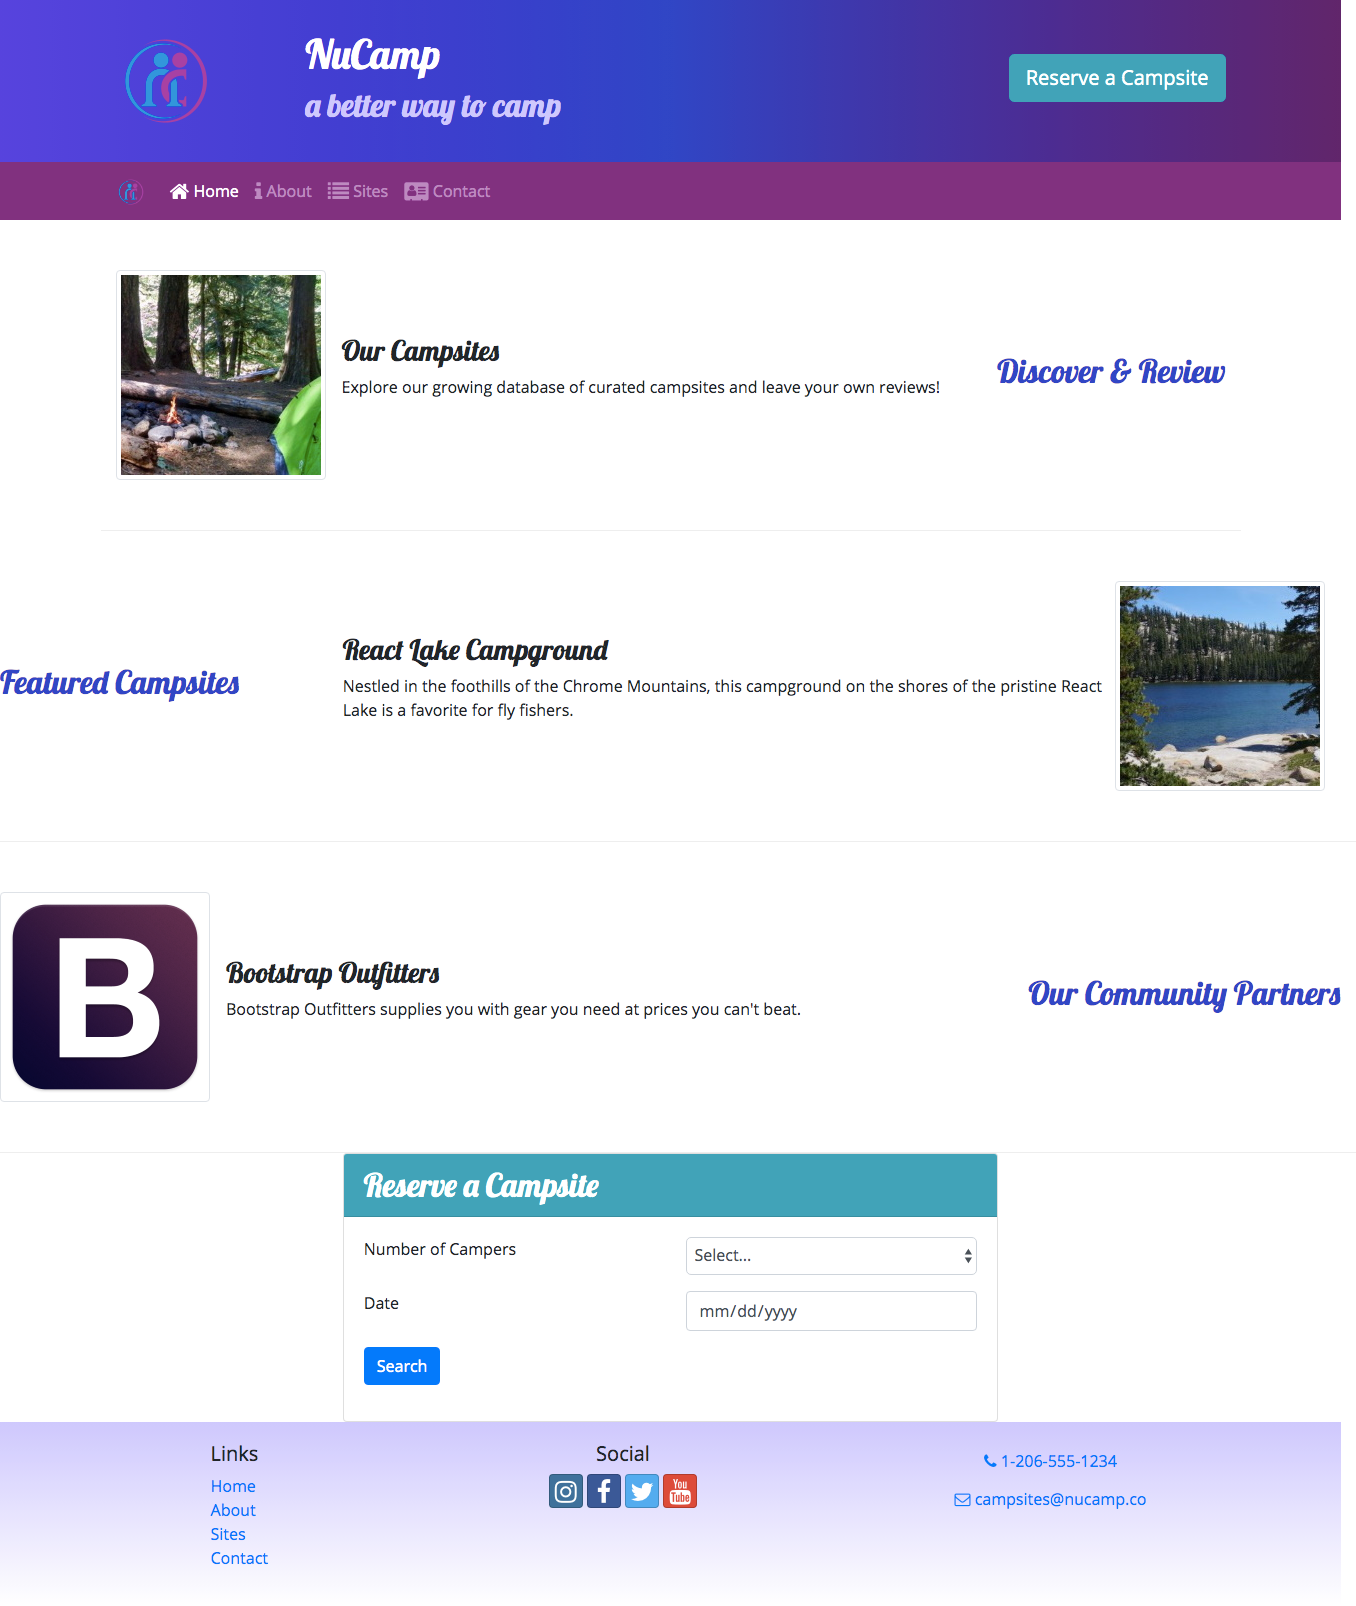 NuCamp
a better way to camp
Reserve a Campsite
Home About Sites Contact
Our Campsites
Explore our growing database of curated campsites and leave your own reviews!
Discover & Review
Featured Campsites
React Lake Campground
Nestled in the foothills of the Chrome Mountains, this campground on the shores of the pristine React
Lake is a favorite for fly fishers.
B
Bootstrap Outfitters
Bootstrap Outfitters supplies you with gear you need at prices you can't beat.
Our Community Partners
Reserve a Campsite
Number of Campers
Select...
Date
mm/dd/yyyy
Search
Links
Home
About
Sites
Contact
Social
You
Tube
1-206-555-1234
campsites@nucamp.co